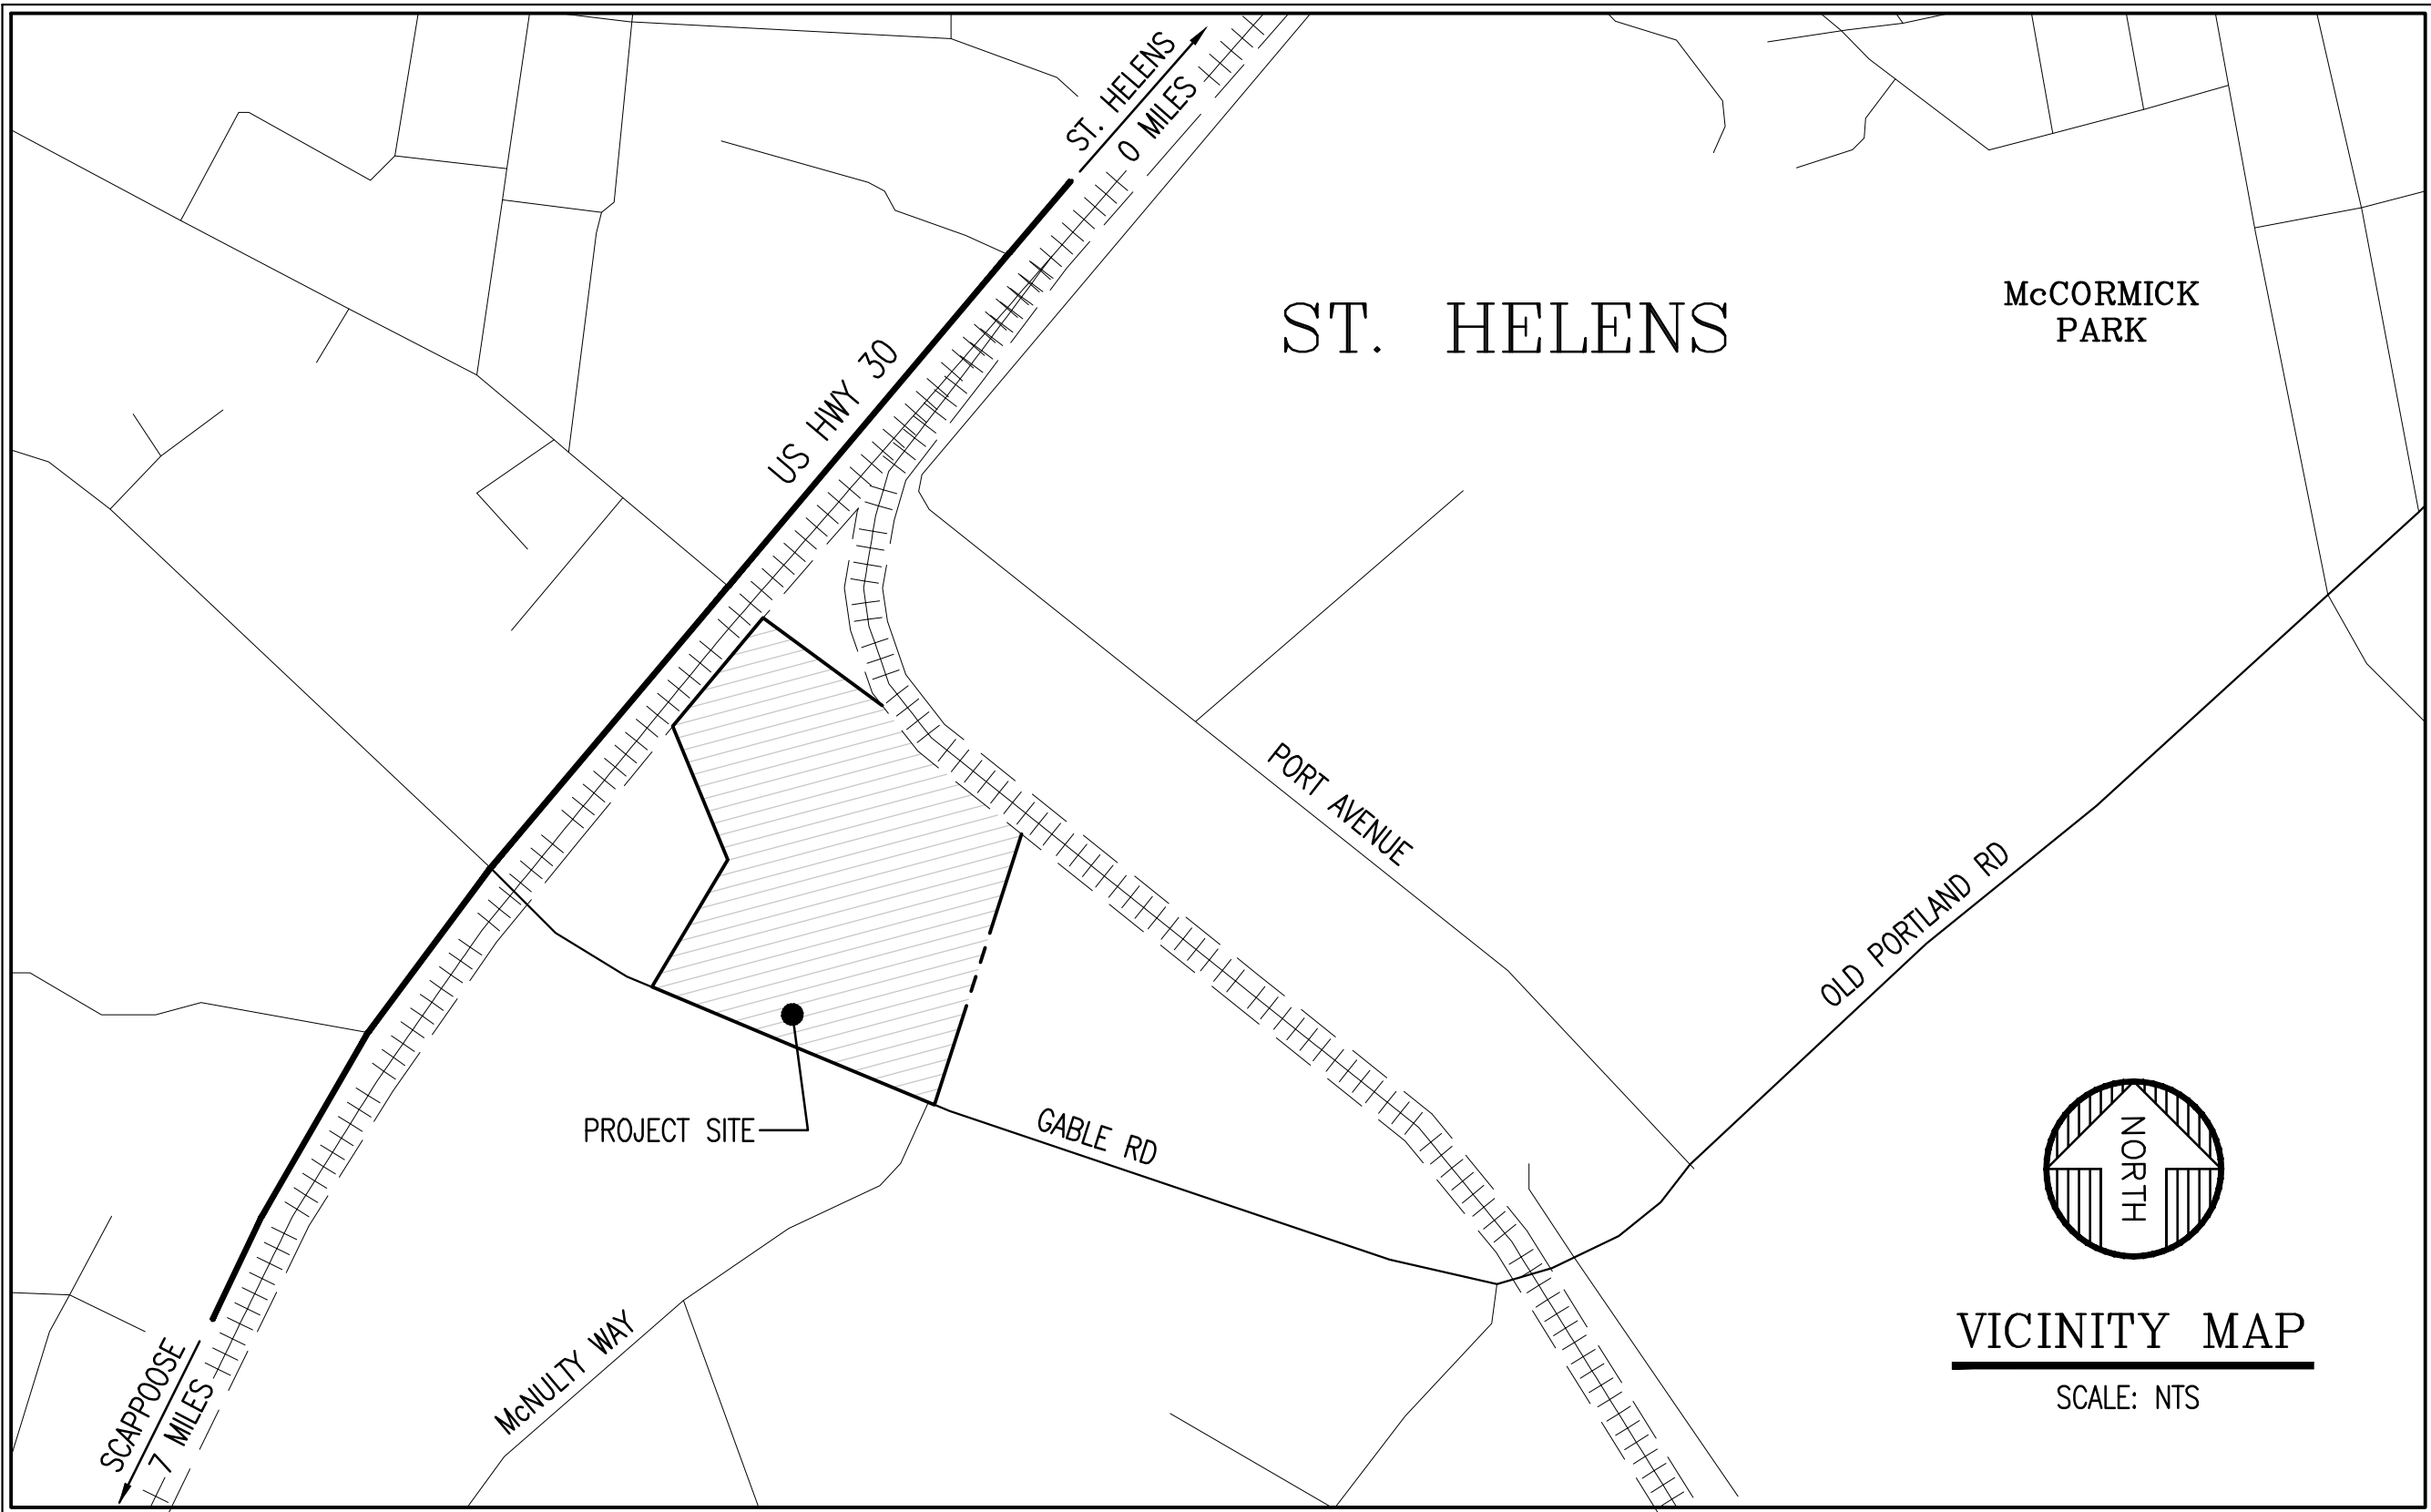 ST. HELENS
0 MILES
ST. HELENS
McCORMICK
PARK
US HWY 30
PORT AVENUE
OLD PORTLAND RD
PROJECT SITE
GABLE RD
NORTH
McNULTY WAY
SCAPPOOSE
7 MILES
VICINITY MAP
SCALE: NTS